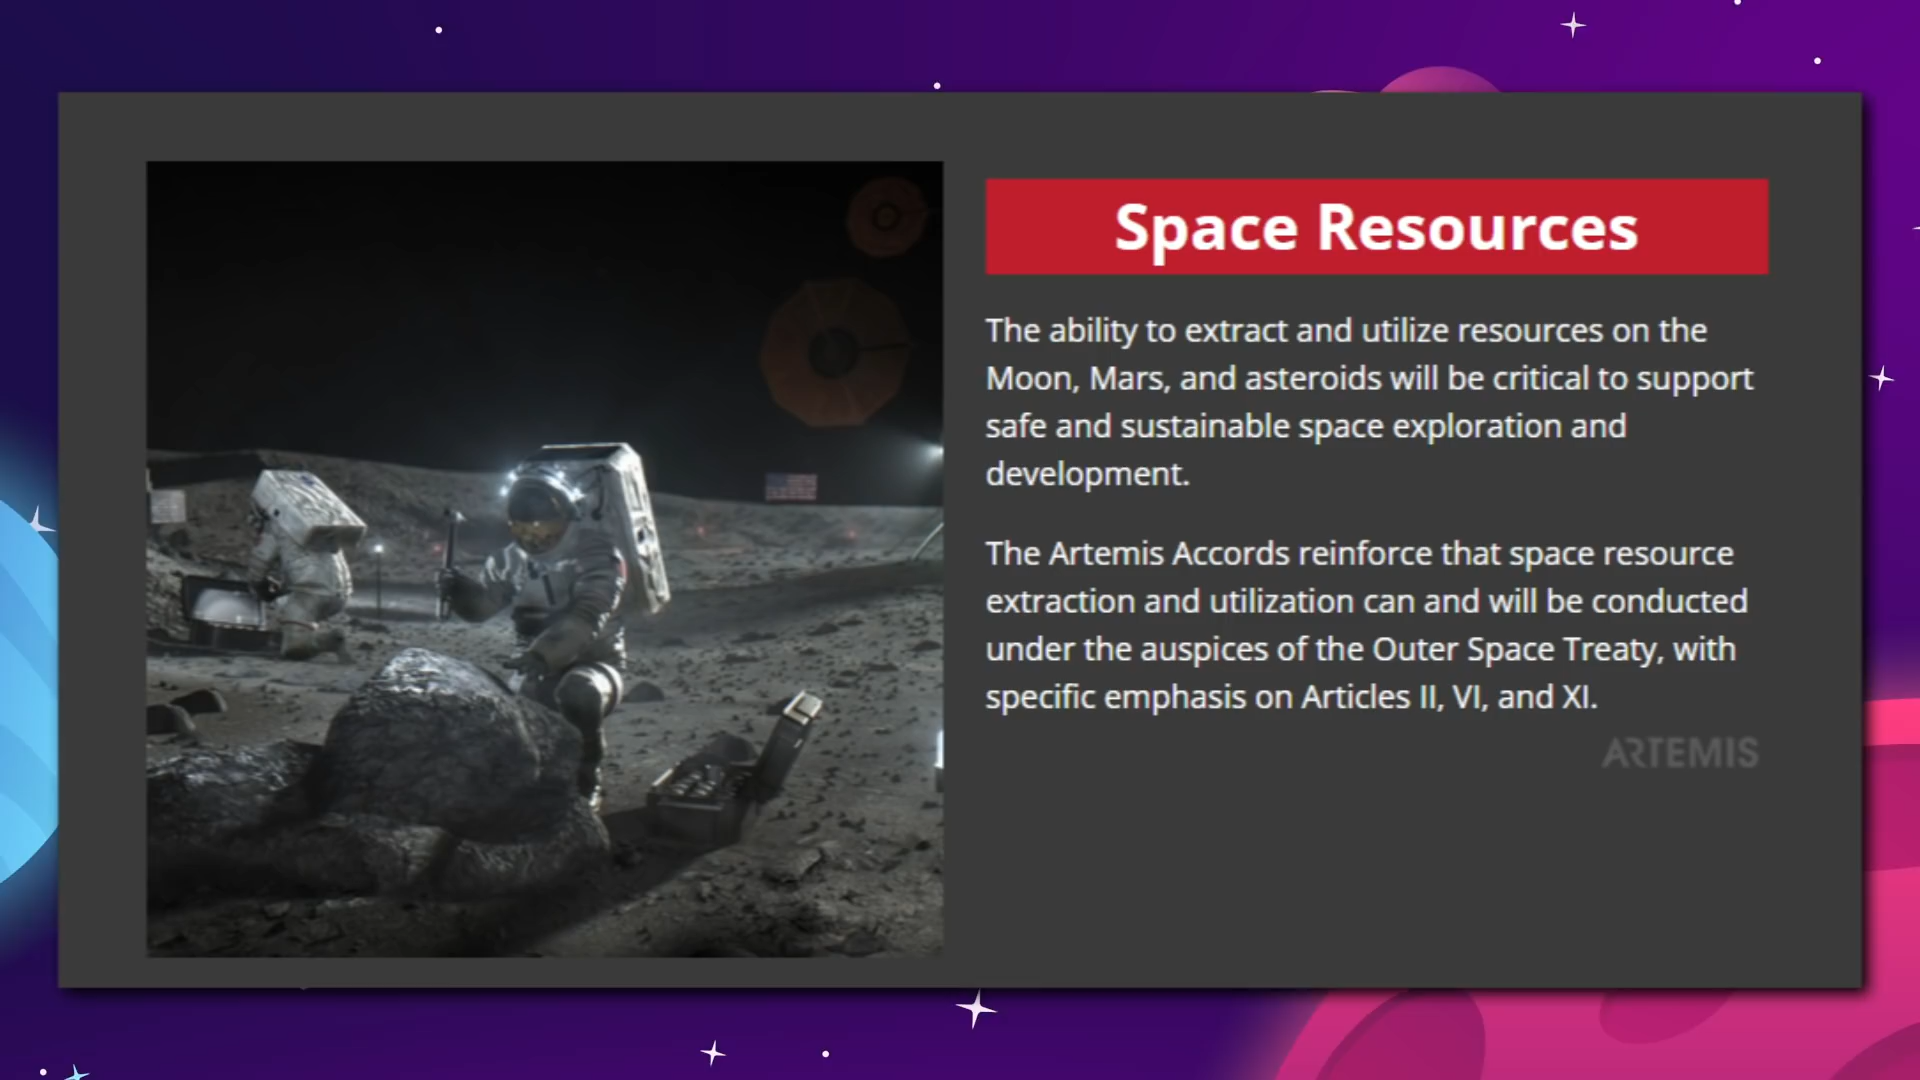 Space Resources
The ability to extract and utilize resources on the
Moon, Mars, and asteroids will be critical to support
safe and sustainable space exploration and
development.
The Artemis Accords reinforce that space resource
extraction and utilization can and will be conducted
under the auspices of the Outer Space Treaty, with
specific emphasis on Articles II, VI, and XI.
ARTEMIS